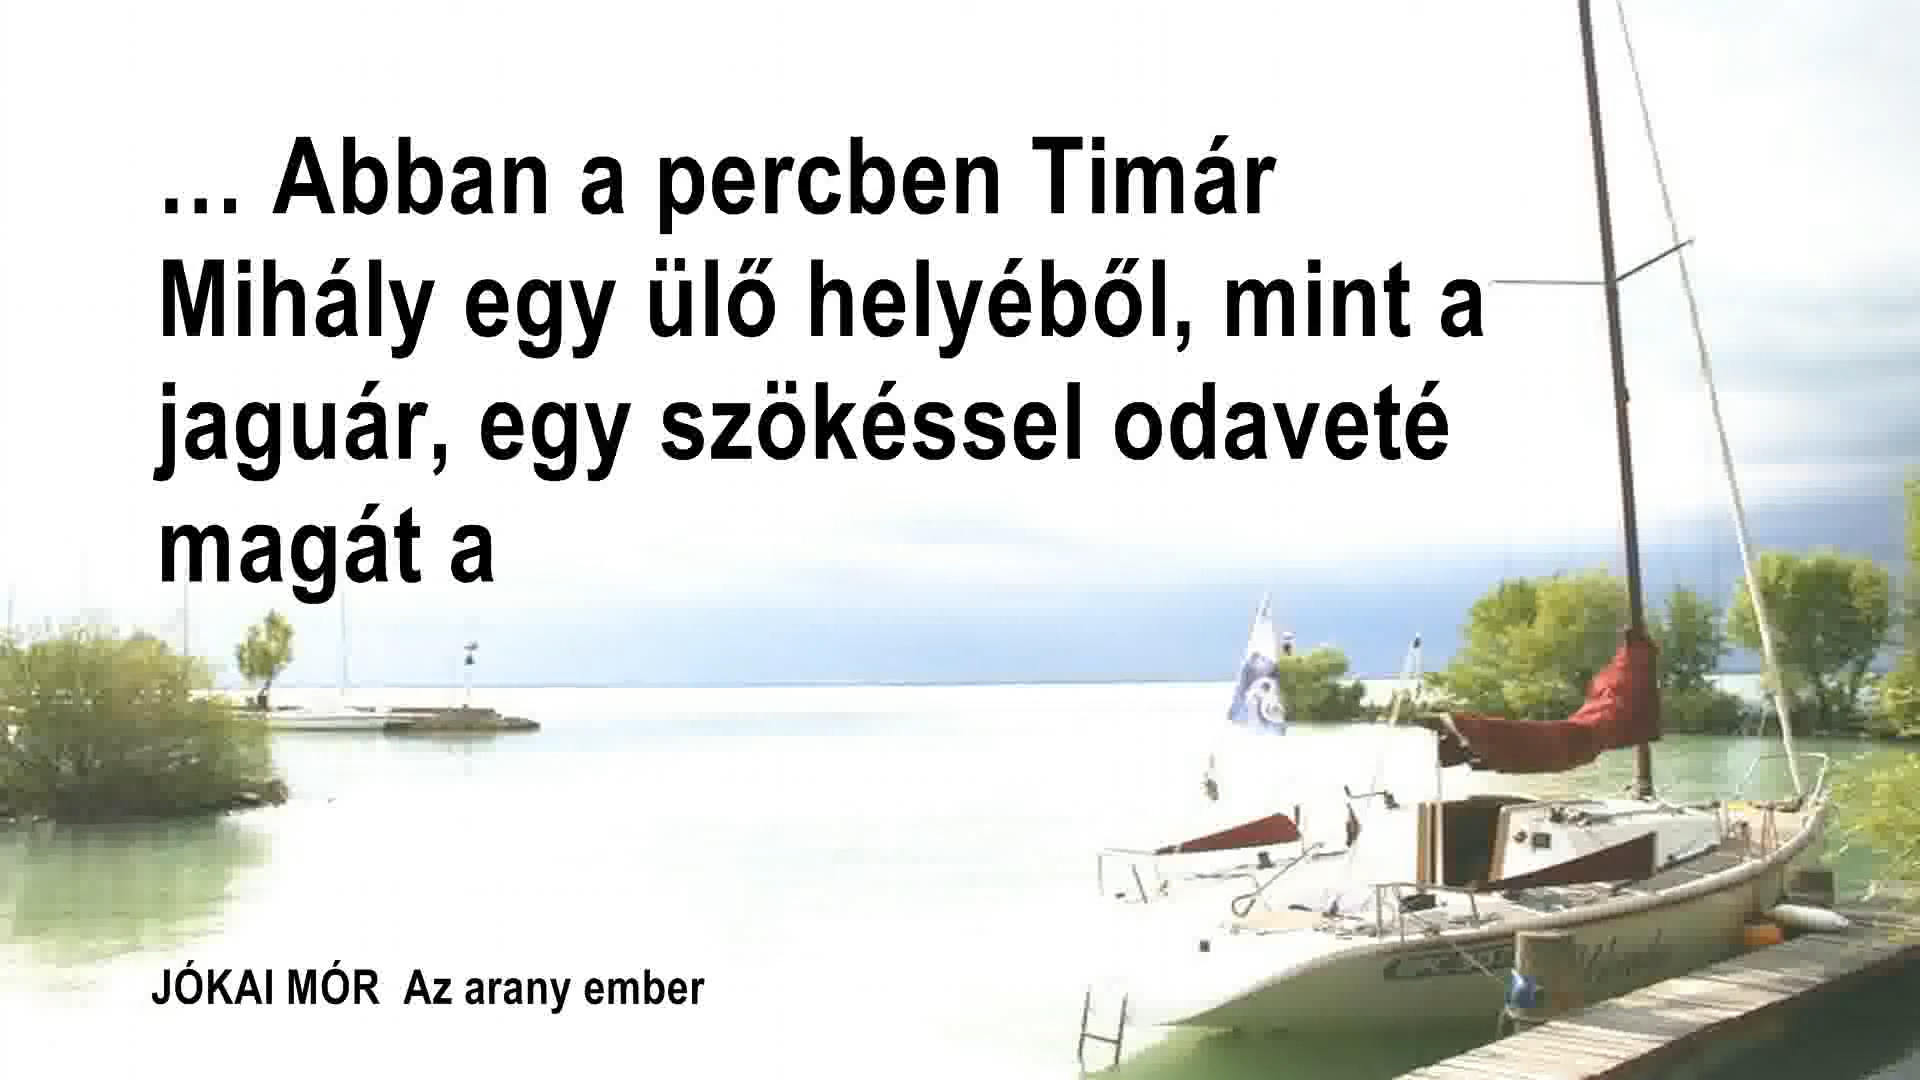 … Abban a percben Timár
Mihály egy ülő helyéből, mint a
jaguár, egy szökéssel odaveté
magát a
JÓKAI MÓR  Az arany ember